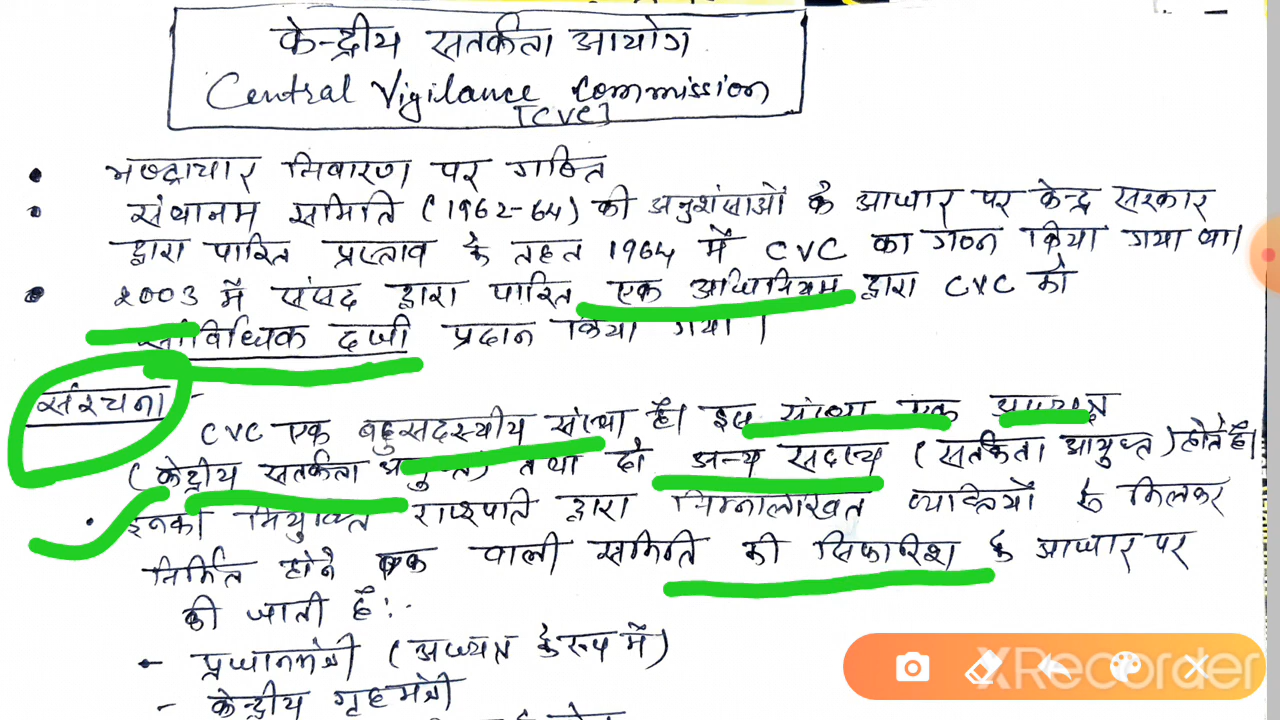 केन्द्रीय सतर्कता आयोग
Central Vigilance Commission
[CVC]
• भ्रष्टाचार निवारण पर गठित
• संथानम समिति (1962-64) की अनुशंसाओं के आधार पर केन्द्र सरकार
द्वारा पारित प्रस्ताव के तहत 1964 में CVC का गठन किया गया था।
• 2003 में संसद द्वारा पारित एक अधिनियम द्वारा CVC को
सांविधिक दर्जा प्रदान किया गया।
संरचना -
CVC एक बहुसदस्यीय संस्था है। इस संस्था एक अध्यक्ष
(केद्रीय सतर्कता आयुक्त) तथा दो अन्य सदस्य (सतर्कता आयुक्त) होते है।
• इनकी नियुक्ति राष्टपति द्वारा निम्नलिखित व्यक्तियों के मिलकर
निर्मित होने वाली समिति की सिफारिश के आधार पर
की जाती है:-
- प्रधानमंत्री (अध्यक्ष के रूप में)
- केन्द्रीय गृहमंत्री
XRecorder